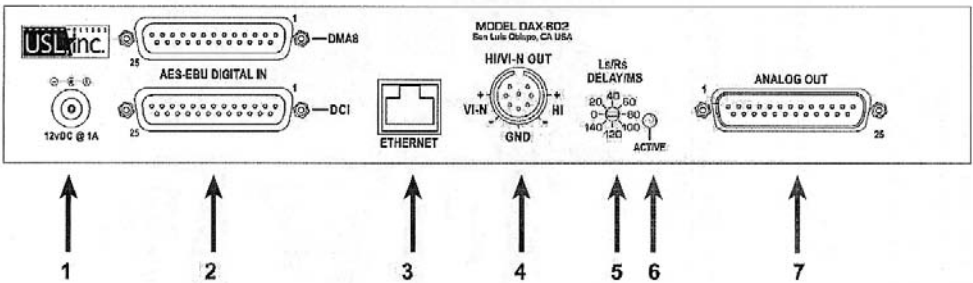 USL, inc.
12vDC @ 1A
1
25
DMA8
AES-EBU DIGITAL IN
1
25
DCI
ETHERNET
MODEL DAX-602
San Luis Obispo, CA USA
HI/VI-N OUT
+ +
VI-N HI
- -
GND
Ls/Rs
DELAY/MS
40
20 60
0 80
140 100
120
ACTIVE
ANALOG OUT
1
25
1 2 3 4 5 6 7